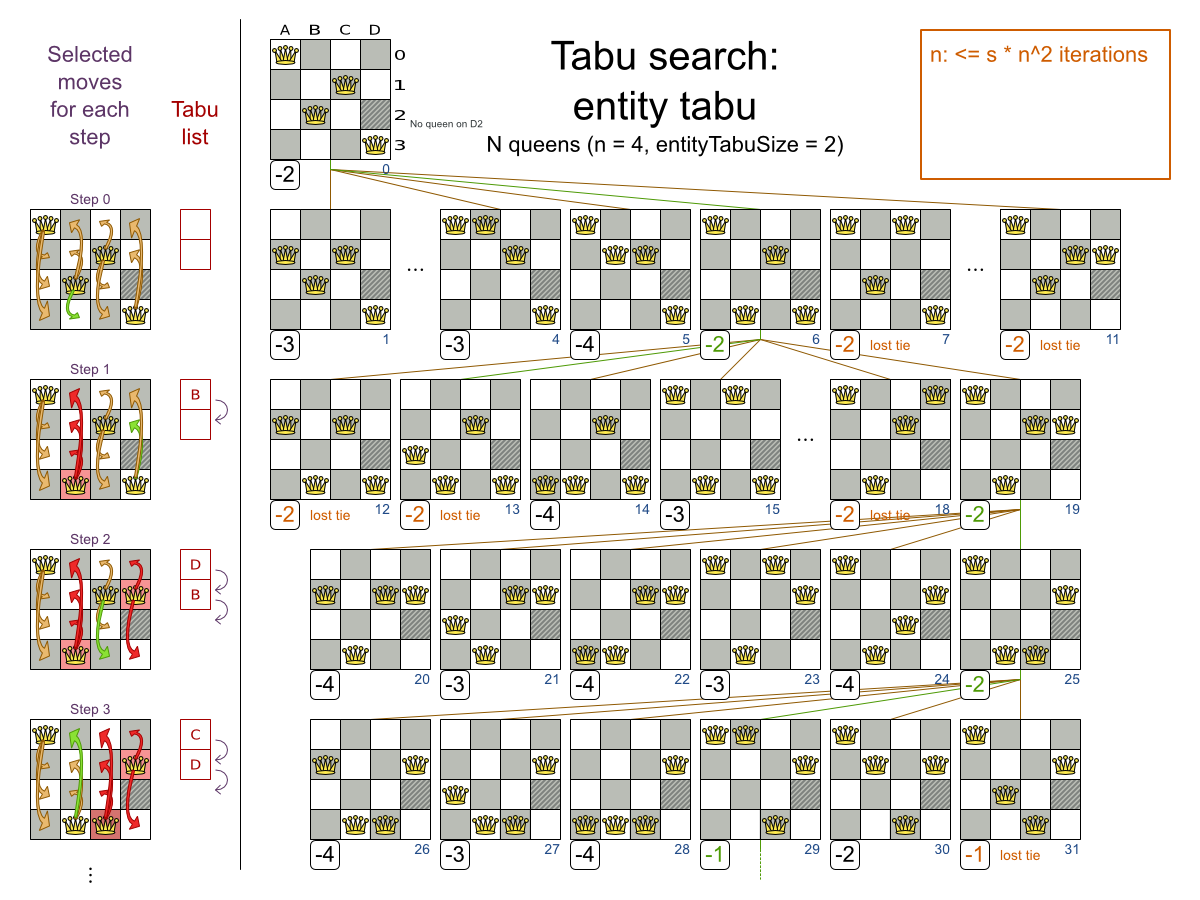 Selected
moves
for each
step
Tabu
list
A B C D
0
1
2
3
No queen on D2
-2
0
Tabu search:
entity tabu
N queens (n = 4, entityTabuSize = 2)
n: <= s * n^2 iterations
Step 0
...
...
-3 1
-3 4
-4 5
-2 6
-2 lost tie 7
-2 lost tie 11
Step 1
B
...
-2 lost tie 12
-2 lost tie 13
-4 14
-3 15
-2 lost tie 18
-2 19
Step 2
D
B
-4 20
-3 21
-4 22
-3 23
-4 24
-2 25
Step 3
C
D
-4 26
-3 27
-4 28
-1 29
-2 30
-1 lost tie 31
...